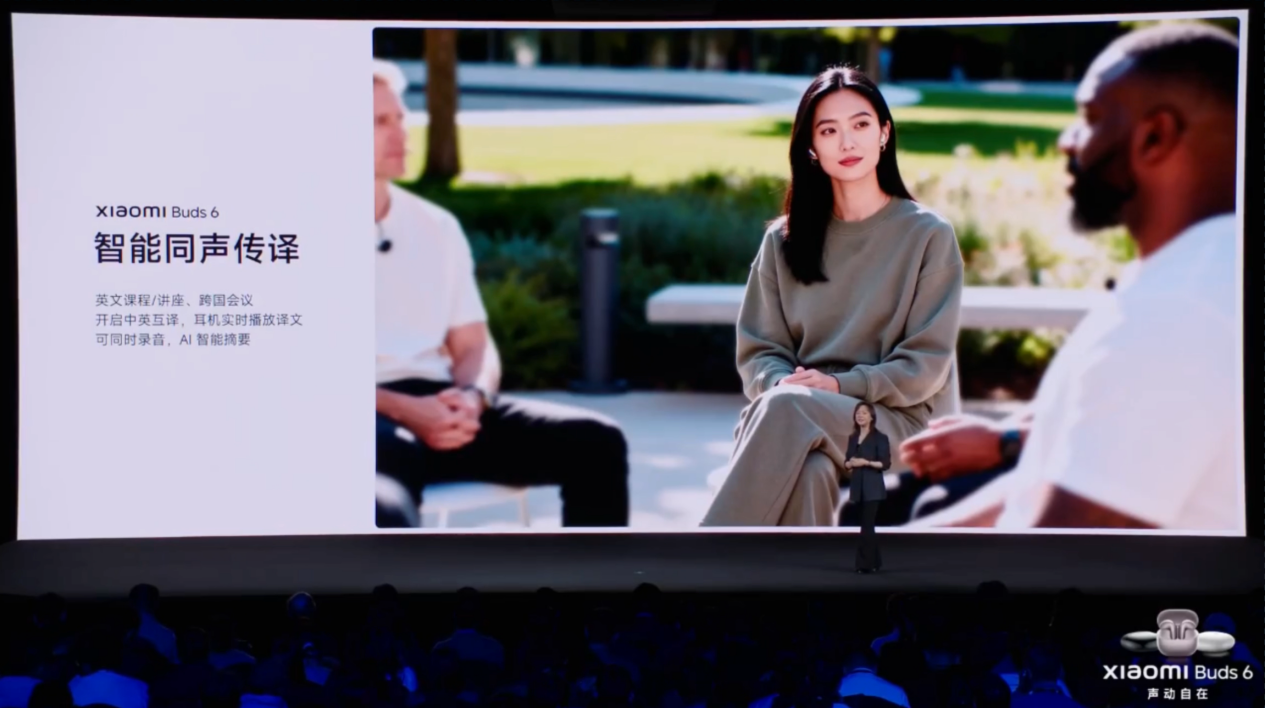 xıaomı Buds 6
智能同声传译
英文课程/讲座、跨国会议
开启中英互译，耳机实时播放译文
可同时录音，AI 智能摘要
xıaomı Buds 6
声动自在